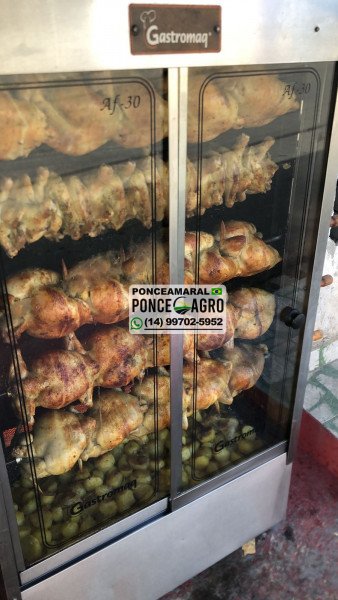 Gastromaq
Af-30
Af-30
PONCEAMARAL
PONCE AGRO
(14) 99702-5952
Gastromaq
Gastromaq